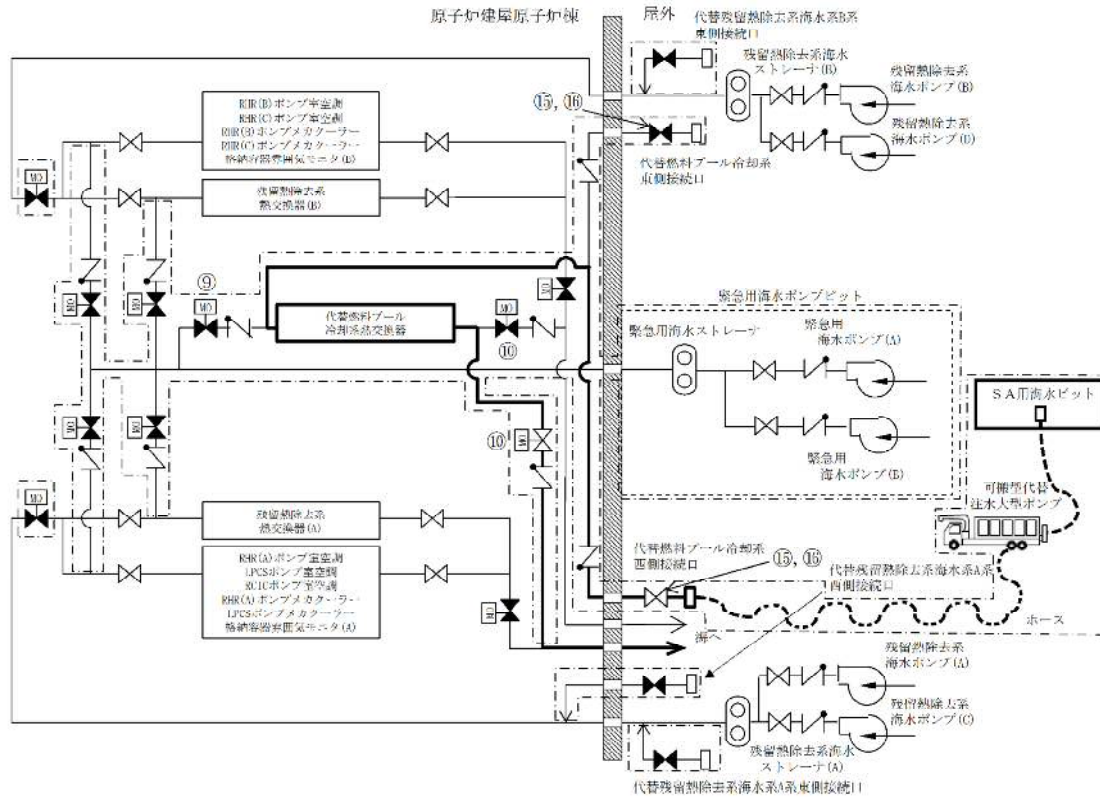 原子炉建屋原子炉棟
屋外
代替残留熱除去系海水系B系
東側接続口
残留熱除去系海水
ストレーナ(B)
残留熱除去系
海水ポンプ(B)
残留熱除去系
海水ポンプ(D)
⑮, ⑯
代替燃料プール冷却系
東側接続口
RHR(B)ポンプ室空調
RHR(C)ポンプ室空調
RHR(B)ポンプメカクーラー
RHR(C)ポンプメカクーラー
格納容器雰囲気モニタ(B)
MO
残留熱除去系
熱交換器(B)
⑨
MO
代替燃料プール
冷却系熱交換器
MO
⑩
MO
MO
MO
緊急用海水ポンプピット
緊急用海水ストレーナ
緊急用
海水ポンプ(A)
緊急用
海水ポンプ(B)
SA用海水ピット
可搬型代替
注水大型ポンプ
MO
MO
⑩
MO
MO
残留熱除去系
熱交換器(A)
RHR(A)ポンプ室空調
LPCSポンプ室空調
RCICポンプ室空調
RHR(A)ポンプメカクーラー
LPCSポンプメカクーラー
格納容器雰囲気モニタ(A)
MO
代替燃料プール冷却系
西側接続口
⑮, ⑯
代替残留熱除去系海水系A系
西側接続口
ホース
海へ
残留熱除去系
海水ポンプ(A)
残留熱除去系
海水ポンプ(C)
残留熱除去系海水
ストレーナ(A)
代替残留熱除去系海水系A系東側接続口